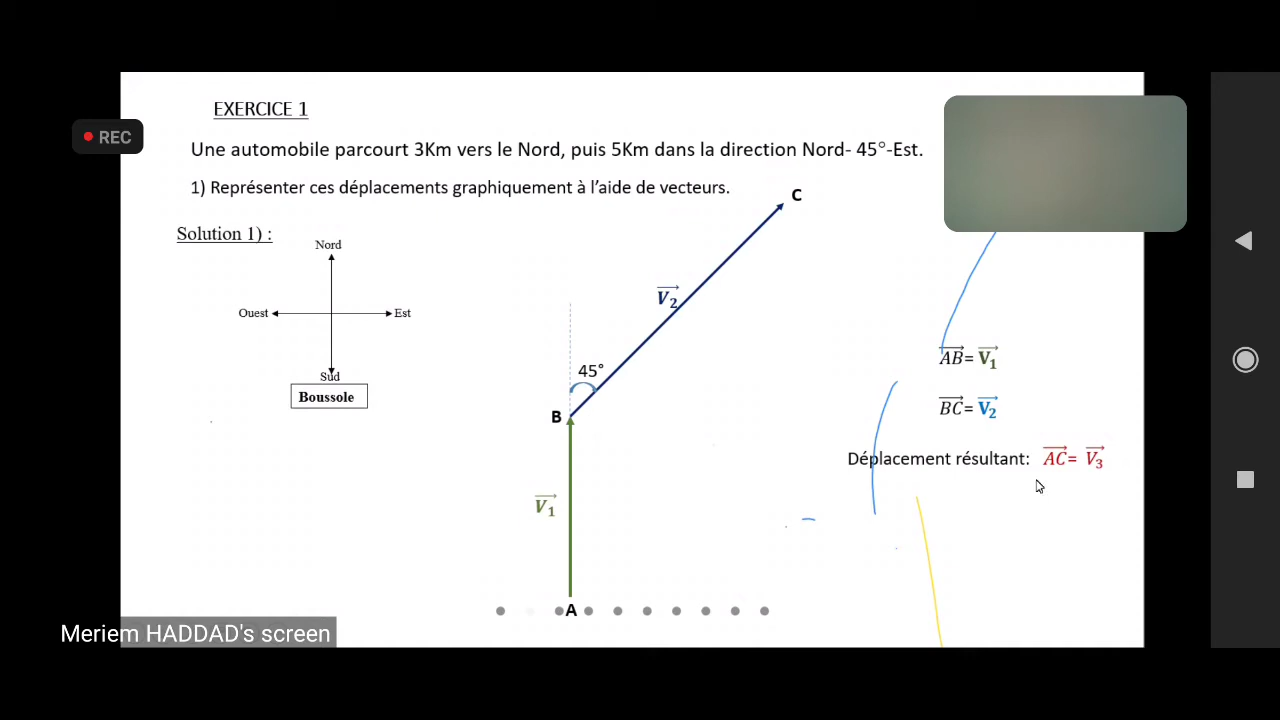 EXERCICE 1
REC
Une automobile parcourt 3Km vers le Nord, puis 5Km dans la direction Nord- 45°-Est.
1) Représenter ces déplacements graphiquement à l’aide de vecteurs.
C
Solution 1) :
Nord
V2
Ouest
Est
AB= V1
45°
Sud
Boussole
BC= V2
B
Déplacement résultant: AC= V3
V1
A
Meriem HADDAD's screen